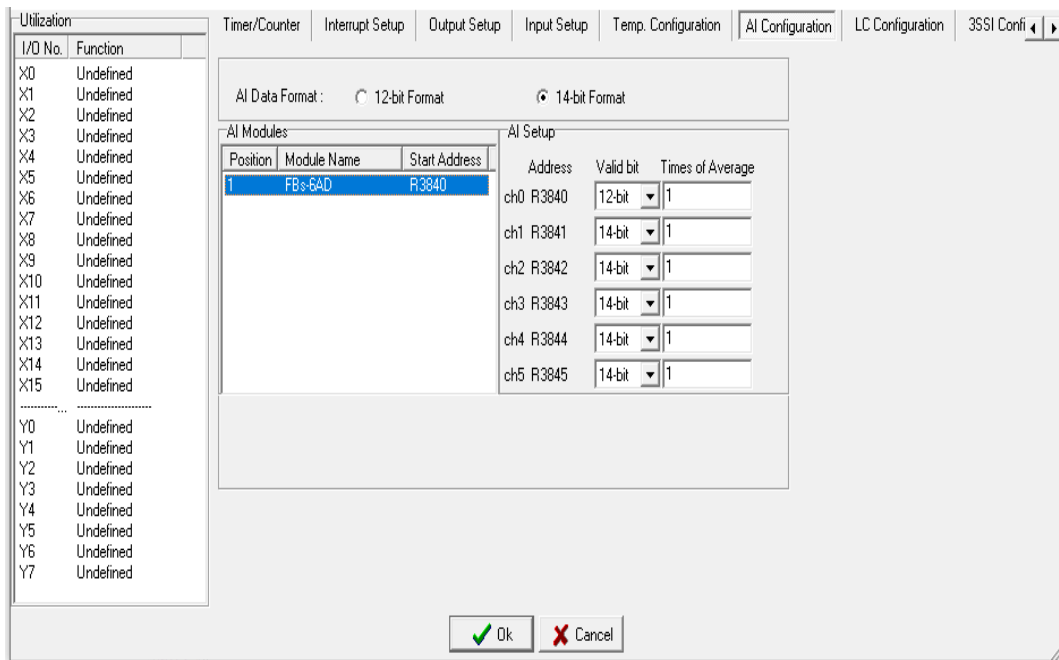 Utilization
I/O No. Function
X0 Undefined
X1 Undefined
X2 Undefined
X3 Undefined
X4 Undefined
X5 Undefined
X6 Undefined
X7 Undefined
X8 Undefined
X9 Undefined
X10 Undefined
X11 Undefined
X12 Undefined
X13 Undefined
X14 Undefined
X15 Undefined
-----------... ----------------------
Y0 Undefined
Y1 Undefined
Y2 Undefined
Y3 Undefined
Y4 Undefined
Y5 Undefined
Y6 Undefined
Y7 Undefined
Timer/Counter Interrupt Setup Output Setup Input Setup Temp. Configuration AI Configuration LC Configuration 3SSI Confi
AI Data Format : 12-bit Format 14-bit Format
AI Modules
Position Module Name Start Address
1 FBs-6AD R3840
AI Setup
Address Valid bit Times of Average
ch0 R3840 12-bit 1
ch1 R3841 14-bit 1
ch2 R3842 14-bit 1
ch3 R3843 14-bit 1
ch4 R3844 14-bit 1
ch5 R3845 14-bit 1
Ok Cancel